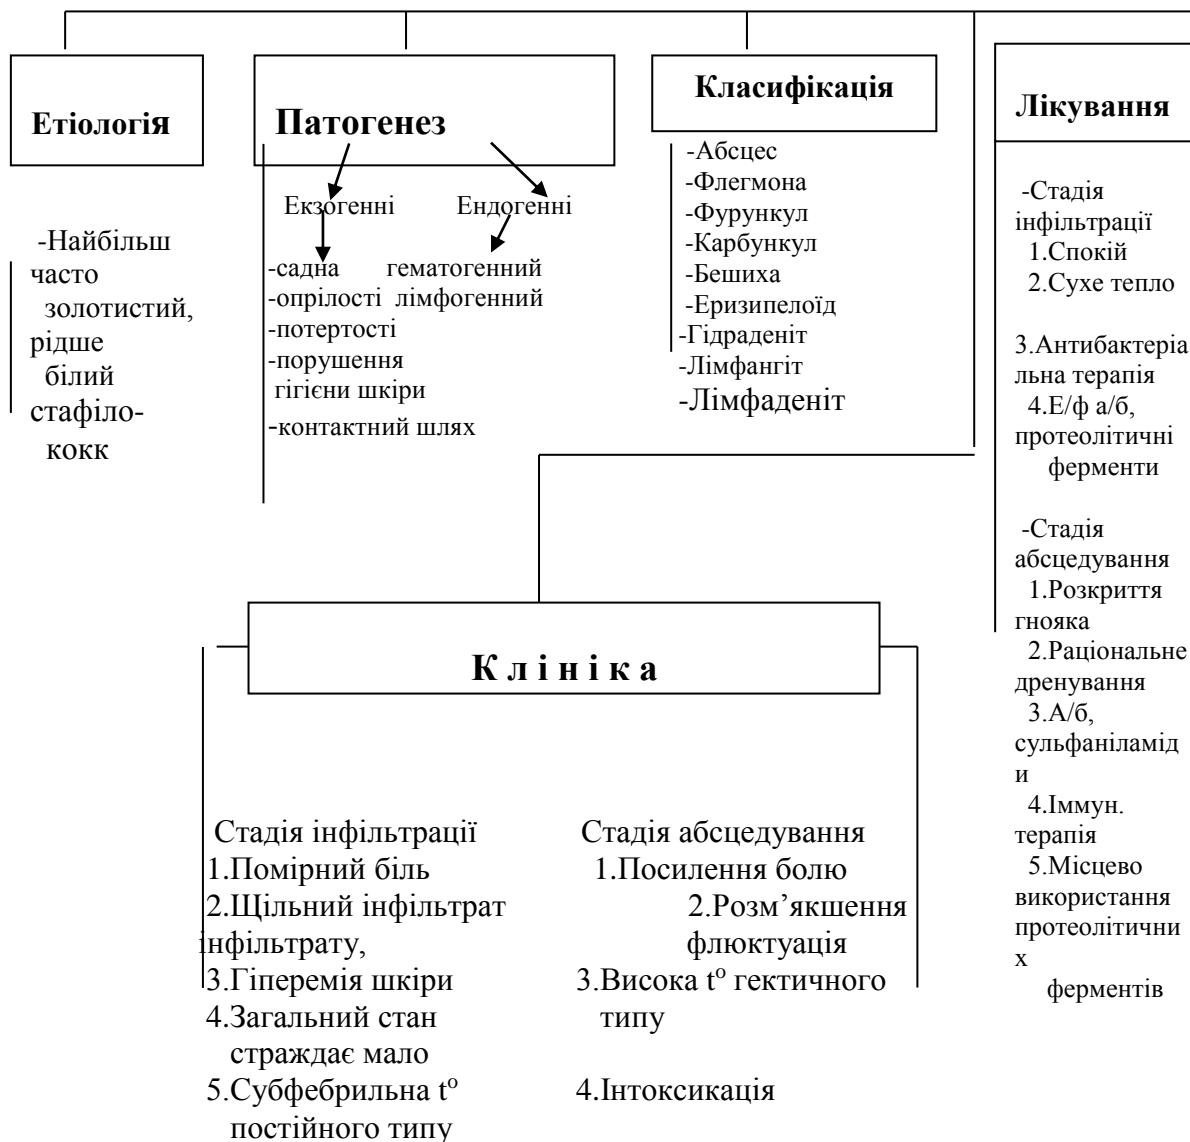 Етіологія
-Найбільш
часто
золотистий,
рідше
білий
стафіло-
кокк
Патогенез
Екзогенні Ендогенні
-садна гематогенний
-опрілості лімфогенний
-потертості
-порушення
гігієни шкіри
-контактний шлях
Класифікація
-Абсцес
-Флегмона
-Фурункул
-Карбункул
-Бешиха
-Еризипелоїд
-Гідраденіт
-Лімфангіт
-Лімфаденіт
Лікування
-Стадія
інфільтрації
1.Спокій
2.Сухе тепло
3.Антибактеріа
льна терапія
4.Е/ф а/б,
протеолітичні
ферменти
-Стадія
абсцедування
1.Розкриття
гнояка
2.Раціональне
дренування
3.А/б,
сульфаніламід
и
4.Іммун.
терапія
5.Місцево
використання
протеолітични
х
ферментів
К л і н і к а
Стадія інфільтрації Стадія абсцедування
1.Помірний біль 1.Посилення болю
2.Щільний інфільтрат 2.Розм’якшення
інфільтрату, флюктуація
3.Гіперемія шкіри 3.Висока tº гектичного
4.Загальний стан типу
страждає мало
5.Субфебрильна tº 4.Інтоксикація
постійного типу